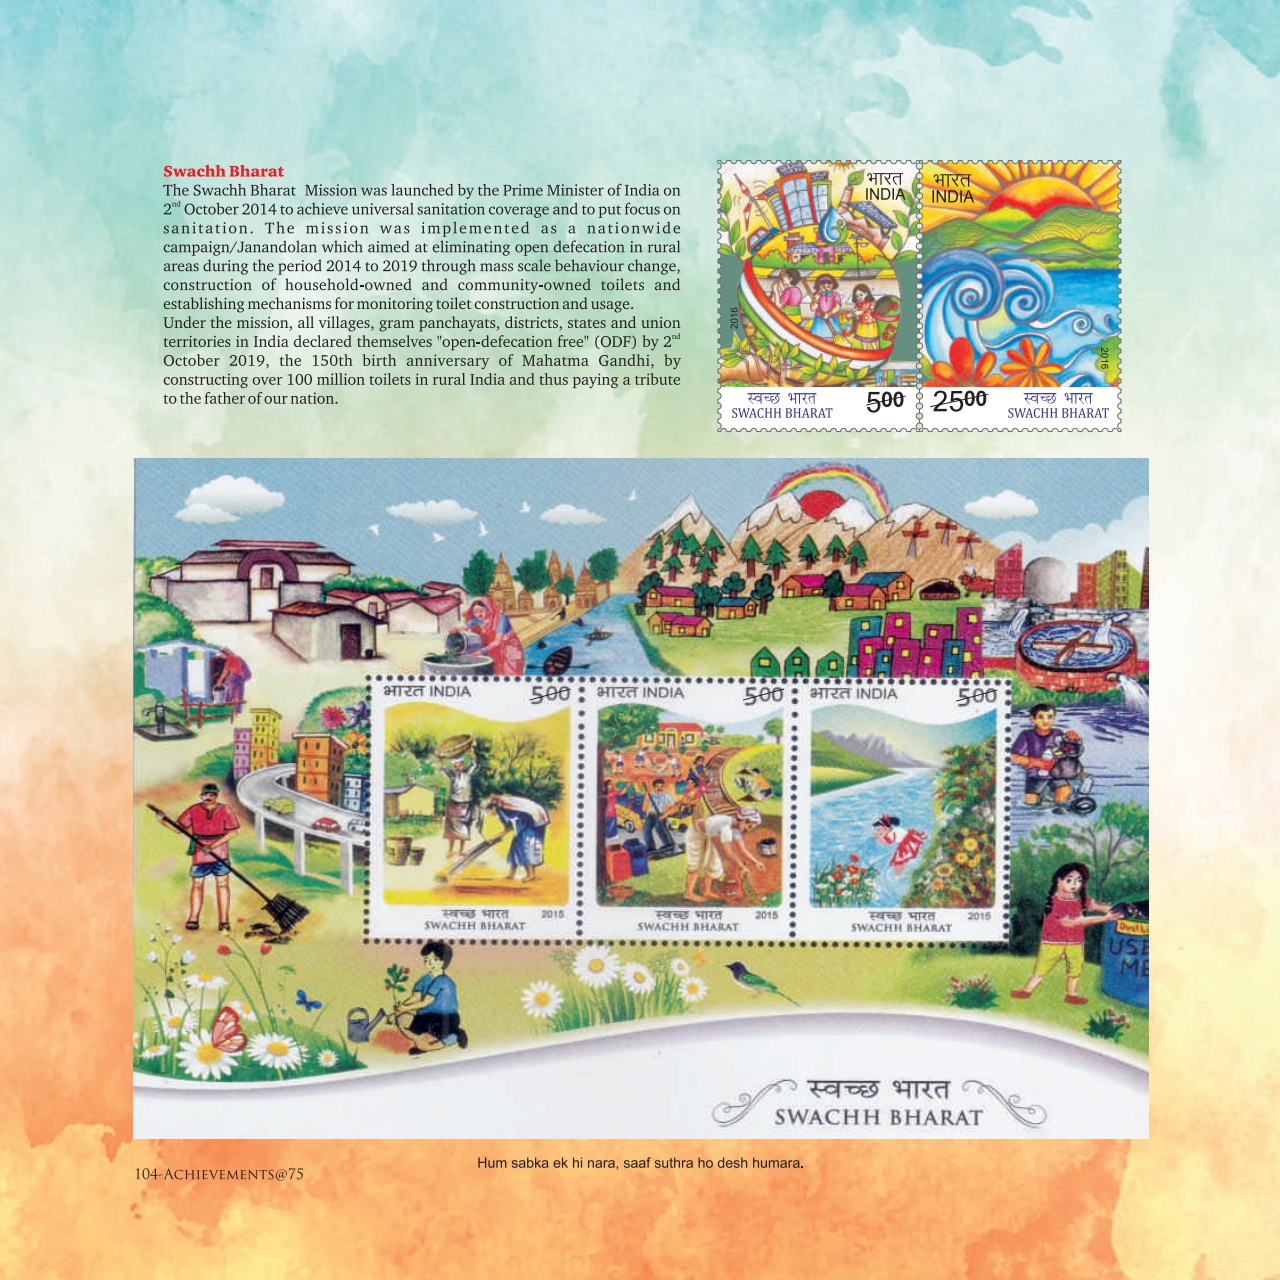 Swachh Bharat
The Swachh Bharat Mission was launched by the Prime Minister of India on
2nd October 2014 to achieve universal sanitation coverage and to put focus on
sanitation. The mission was implemented as a nationwide
campaign/Janandolan which aimed at eliminating open defecation in rural
areas during the period 2014 to 2019 through mass scale behaviour change,
construction of household-owned and community-owned toilets and
establishing mechanisms for monitoring toilet construction and usage.
Under the mission, all villages, gram panchayats, districts, states and union
territories in India declared themselves "open-defecation free" (ODF) by 2nd
October 2019, the 150th birth anniversary of Mahatma Gandhi, by
constructing over 100 million toilets in rural India and thus paying a tribute
to the father of our nation.
भारत
INDIA
2016
स्वच्छ भारत
SWACHH BHARAT
500
भारत
INDIA
2016
2500
स्वच्छ भारत
SWACHH BHARAT
भारत INDIA 500
स्वच्छ भारत 2015
SWACHH BHARAT
भारत INDIA 500
स्वच्छ भारत 2015
SWACHH BHARAT
भारत INDIA 500
स्वच्छ भारत 2015
SWACHH BHARAT
USE
ME
स्वच्छ भारत
SWACHH BHARAT
Hum sabka ek hi nara, saaf suthra ho desh humara.
104-ACHIEVEMENTS@75